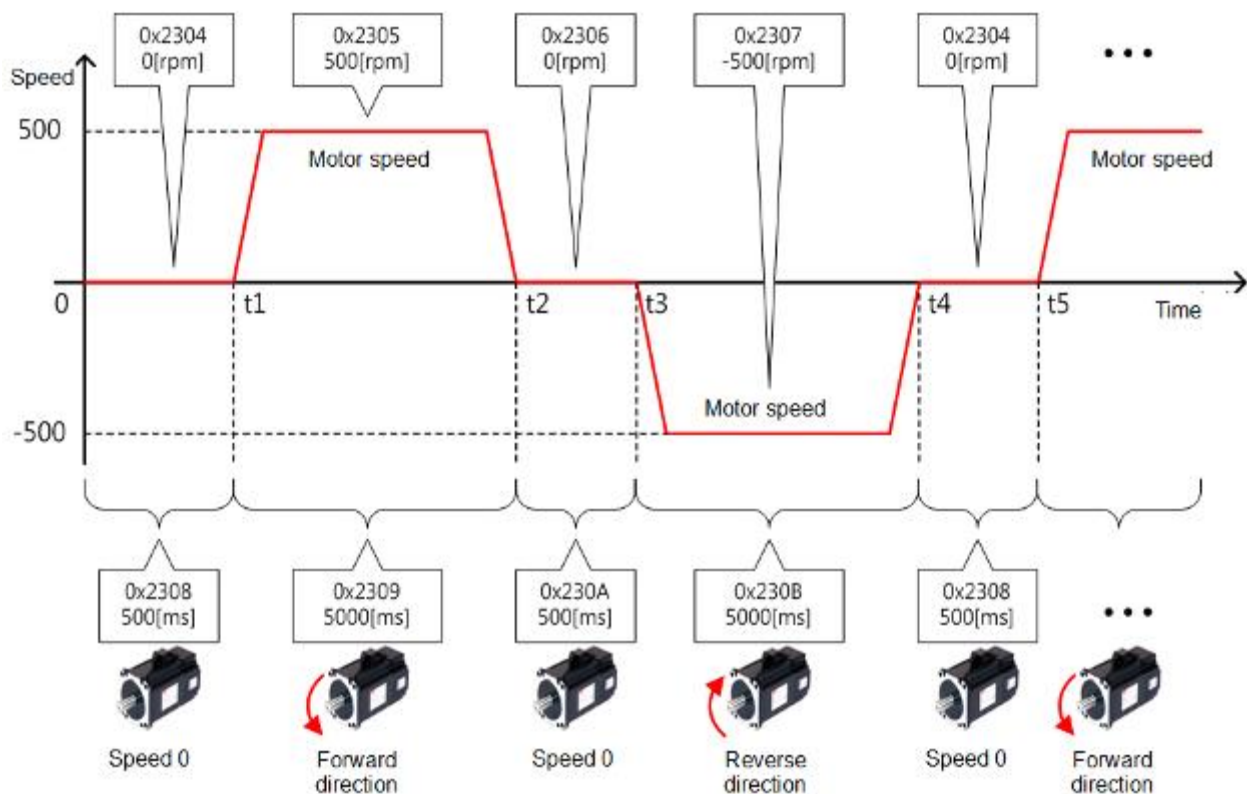 0x2304
0[rpm]
0x2305
500[rpm]
0x2306
0[rpm]
0x2307
-500[rpm]
0x2304
0[rpm]
•••
Speed
500
Motor speed
Motor speed
0
t1
t2
t3
t4
t5
Time
Motor speed
-500
0x2308
500[ms]
0x2309
5000[ms]
0x230A
500[ms]
0x230B
5000[ms]
0x2308
500[ms]
•••
Speed 0
Forward
direction
Speed 0
Reverse
direction
Speed 0
Forward
direction